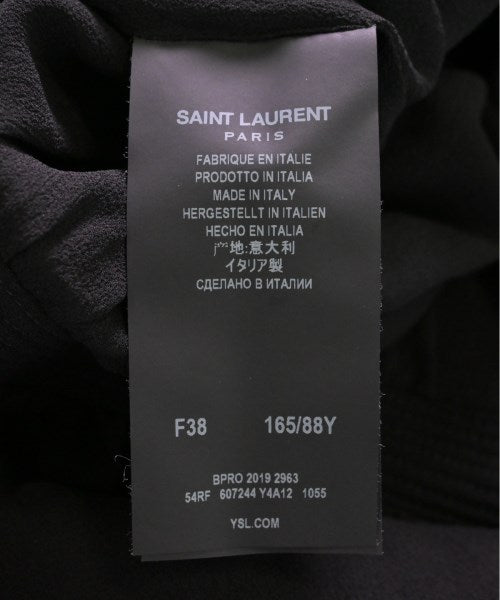 SAINT LAURENT
PARIS
FABRIQUE EN ITALIE
PRODOTTO IN ITALIA
MADE IN ITALY
HERGESTELLT IN ITALIEN
HECHO EN ITALIA
地:意大利
イタリア製
СДЕЛАНО В ИТАЛИИ
F38 165/88Y
BPRO 2019 2963
54RF 607244 Y4A12 1055
YSL.COM